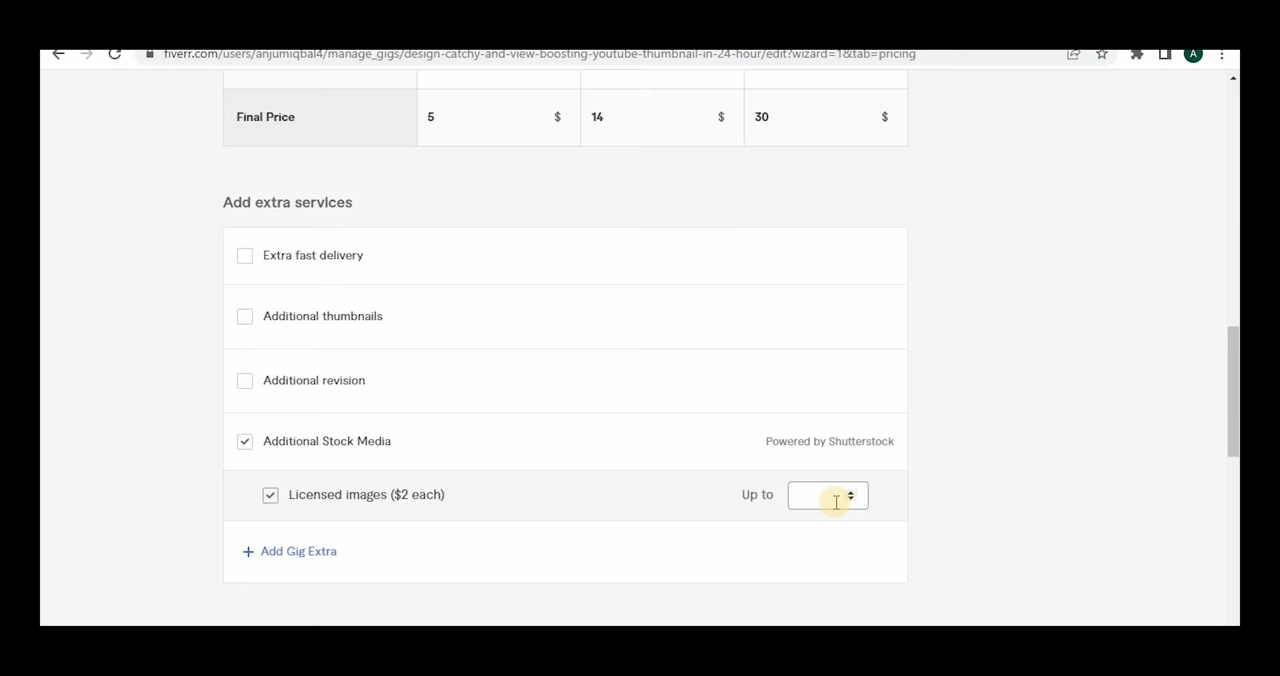 fiverr.com/users/anjumiqbal4/manage_gigs/design-catchy-and-view-boosting-youtube-thumbnail-in-24-hour/edit?wizard=1&tab=pricing
A
Final Price 5 $ 14 $ 30 $
Add extra services
Extra fast delivery
Additional thumbnails
Additional revision
Additional Stock Media Powered by Shutterstock
Licensed images ($2 each) Up to
+ Add Gig Extra